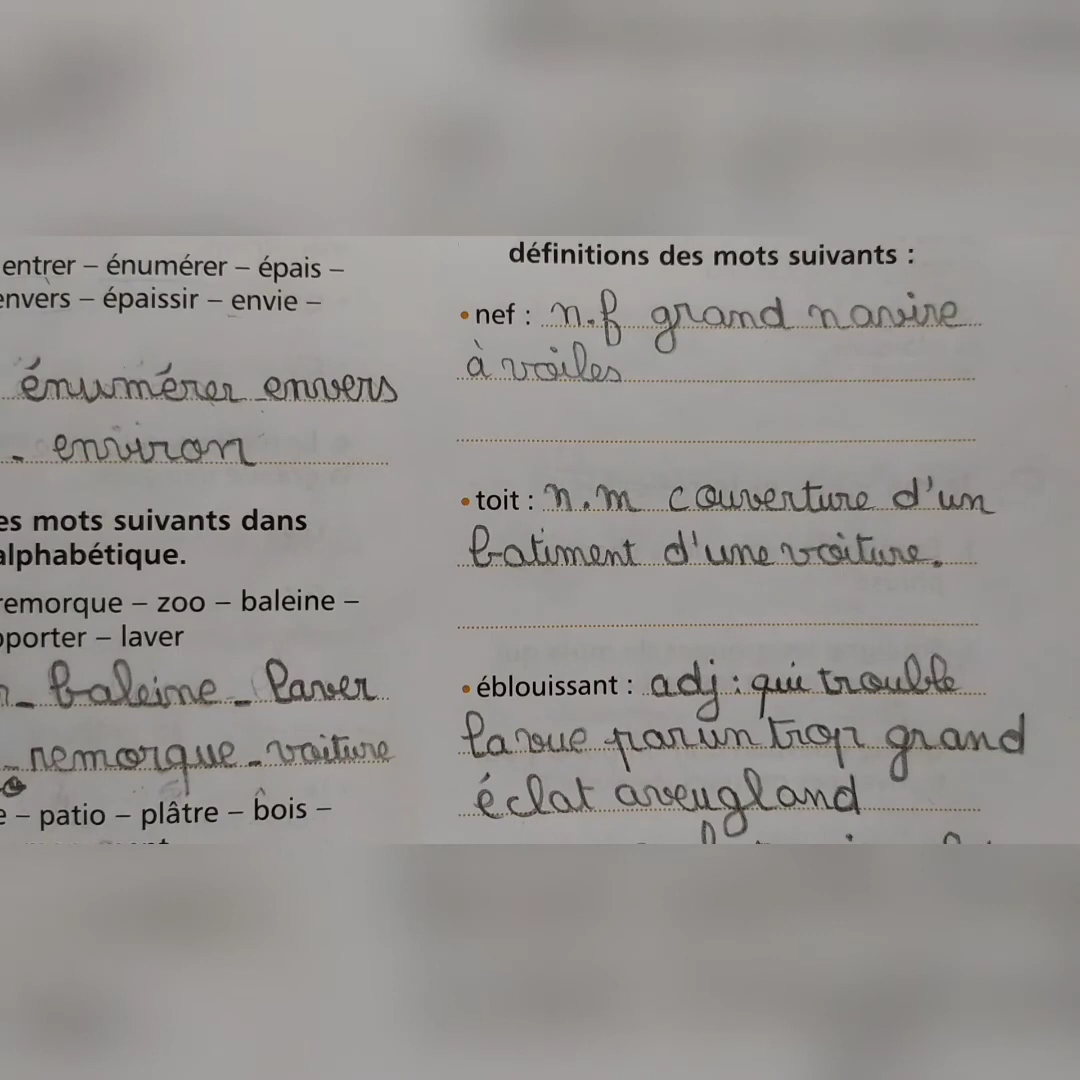 entrer – énumérer – épais –
envers – épaissir – envie –
énumérer envers
- environ
es mots suivants dans
alphabétique.
remorque – zoo – baleine –
pporter – laver
- baleine - laver
- remorque - voiture
e – patio – plâtre – bois –
définitions des mots suivants :
• nef : n.f grand navire
à voiles
• toit : n.m couverture d'un
batiment d'une voiture.
• éblouissant : adj : qui trouble
la vue par un trop grand
éclat aveugland